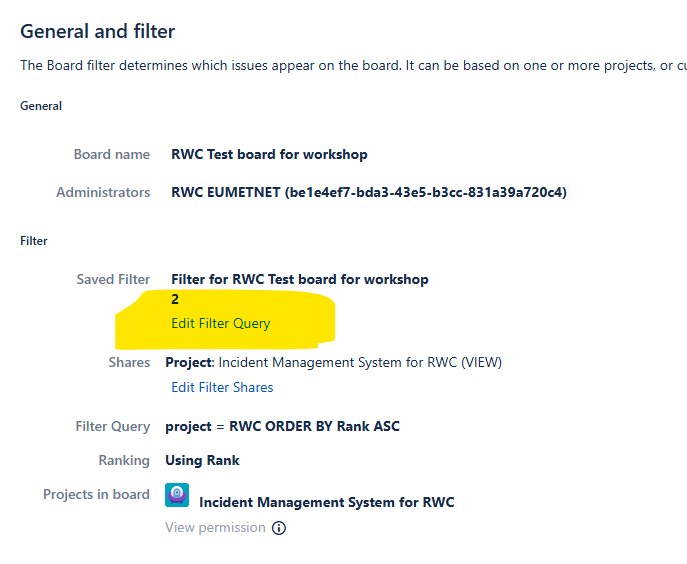 General and filter
The Board filter determines which issues appear on the board. It can be based on one or more projects, or
General
Board name RWC Test board for workshop
Administrators RWC EUMETNET (be1e4ef7-bda3-43e5-b3cc-831a39a720c4)
Filter
Saved Filter Filter for RWC Test board for workshop
2
Edit Filter Query
Shares Project: Incident Management System for RWC (VIEW)
Edit Filter Shares
Filter Query project = RWC ORDER BY Rank ASC
Ranking Using Rank
Projects in board Incident Management System for RWC
View permission